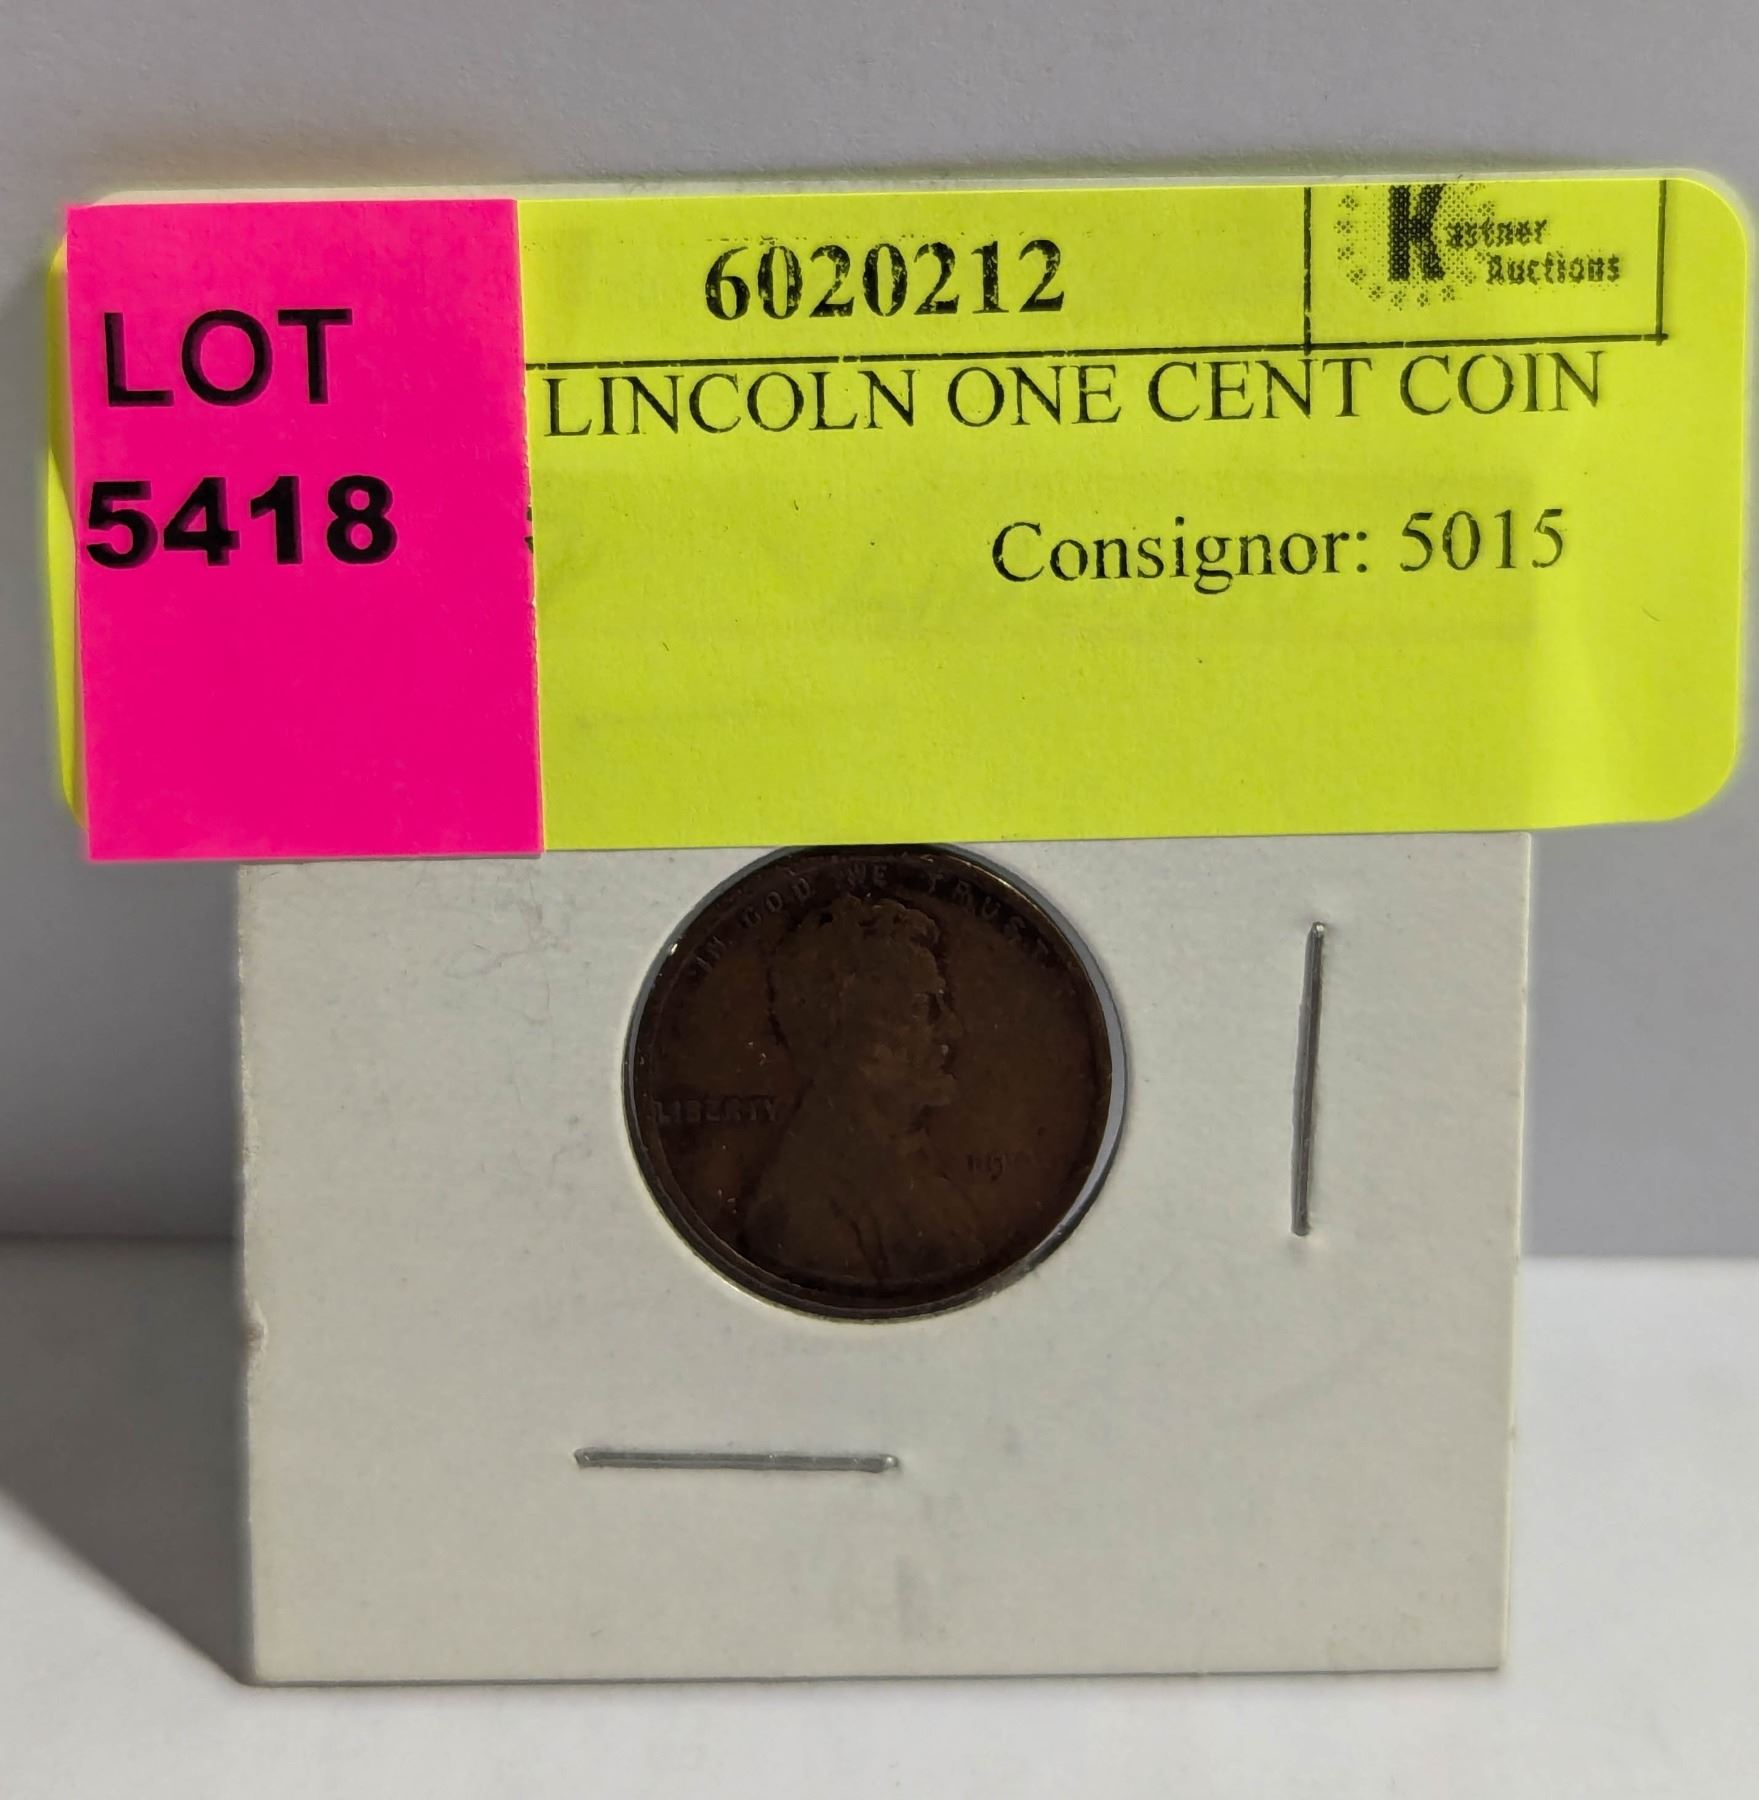 LOT
5418
6020212
Kastner
Auctions
LINCOLN ONE CENT COIN
Consignor: 5015
IN GOD WE TRUST
LIBERTY